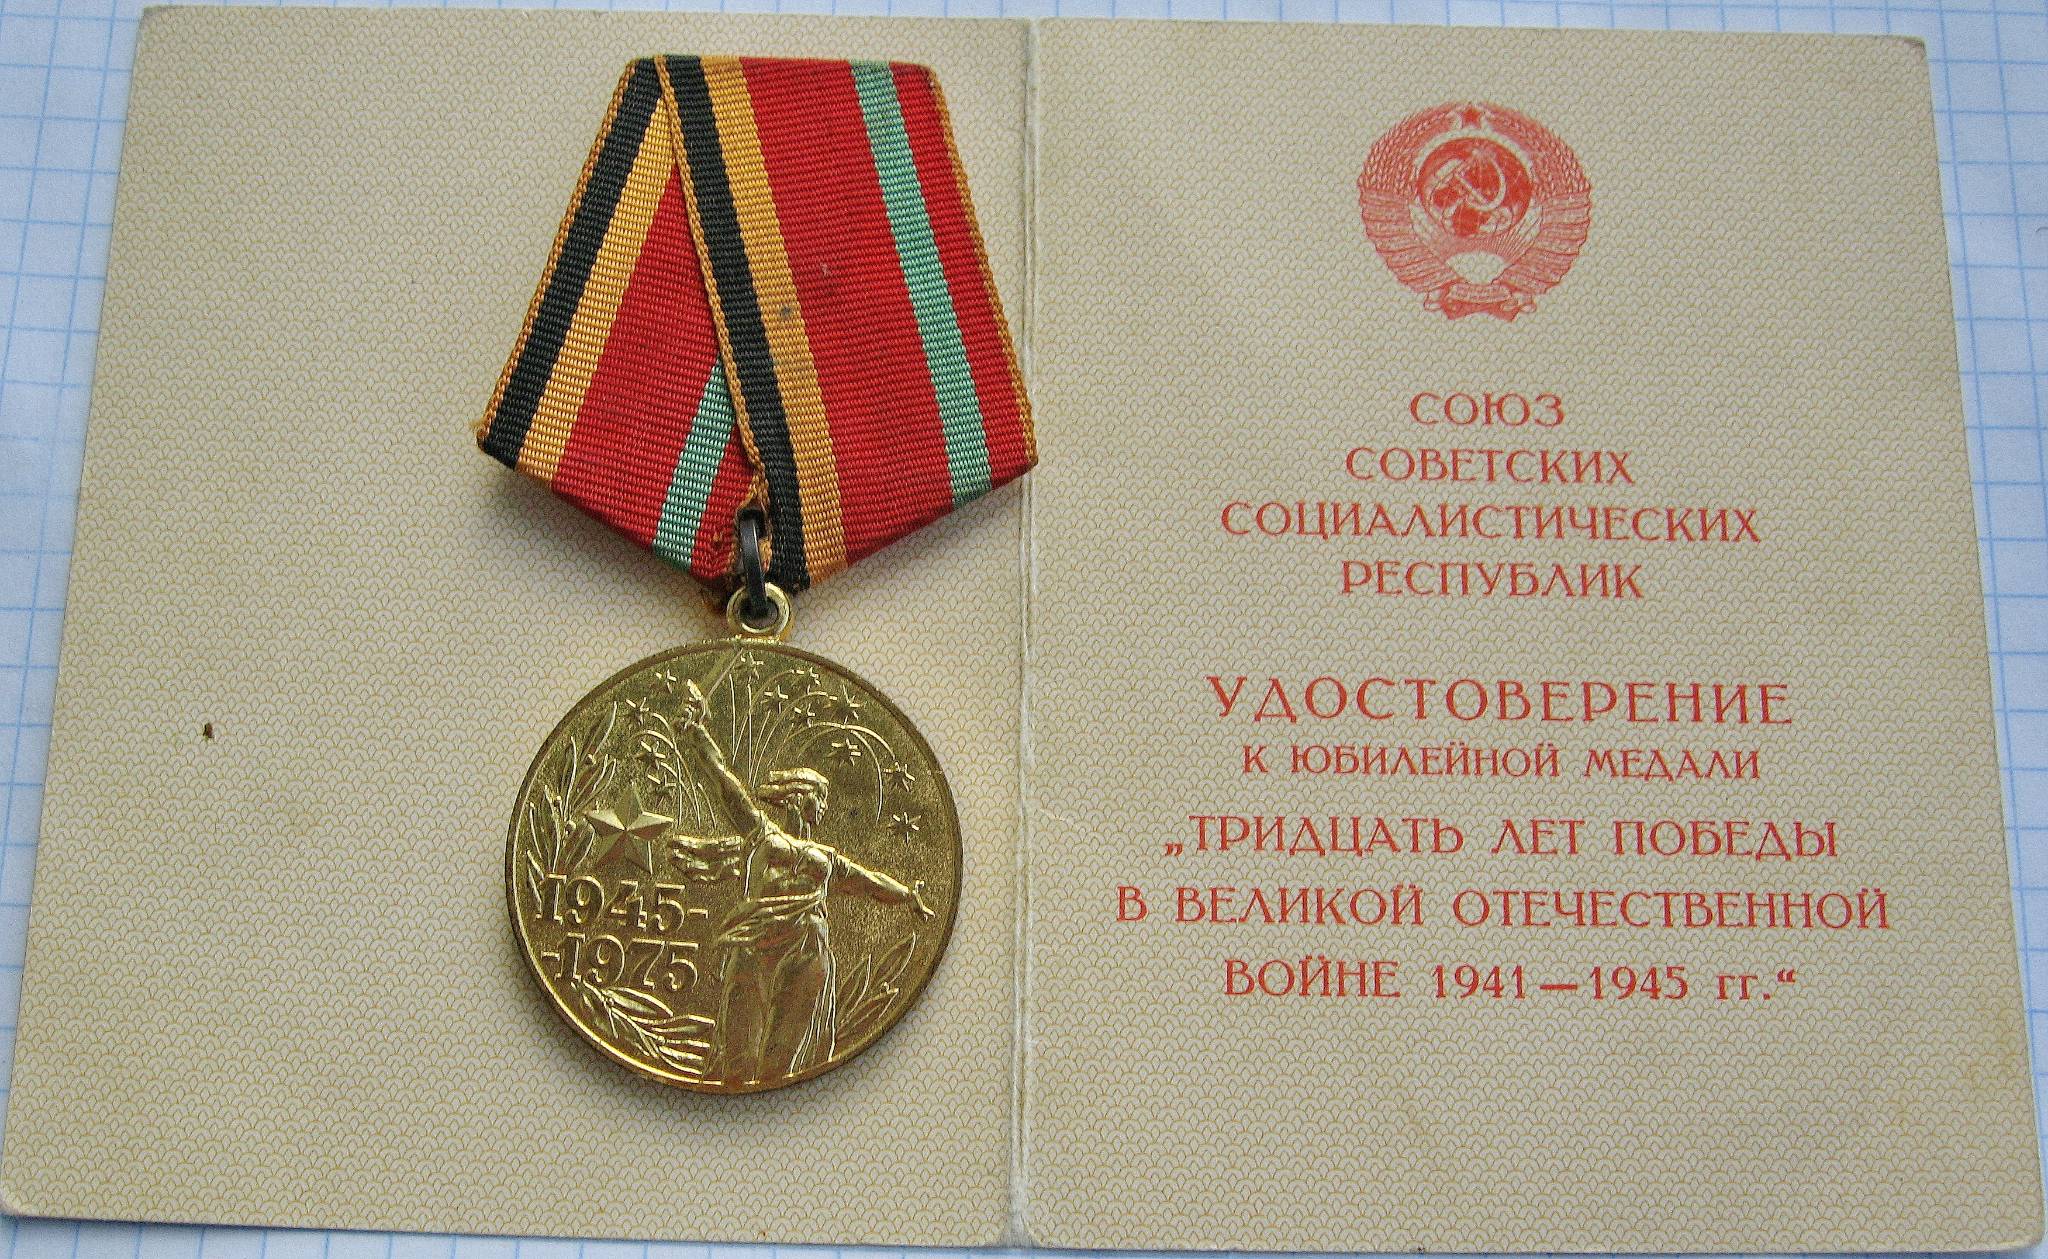 1945-
-1975
СОЮЗ
СОВЕТСКИХ
СОЦИАЛИСТИЧЕСКИХ
РЕСПУБЛИК
УДОСТОВЕРЕНИЕ
К ЮБИЛЕЙНОЙ МЕДАЛИ
„ТРИДЦАТЬ ЛЕТ ПОБЕДЫ
В ВЕЛИКОЙ ОТЕЧЕСТВЕННОЙ
ВОЙНЕ 1941—1945 гг.“